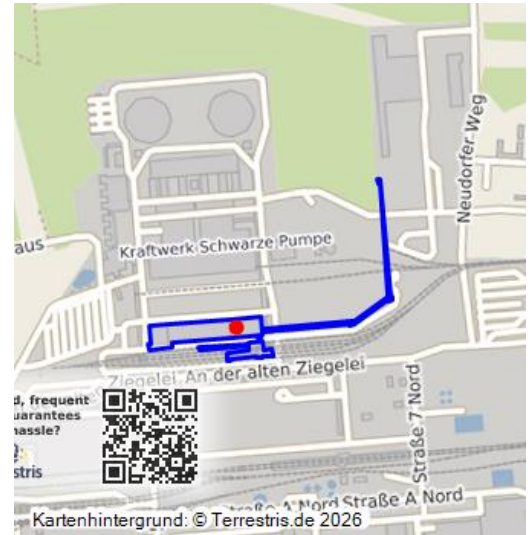 Neudorfer Weg
aus
Kraftwerk Schwarze Pumpe
Ziegelei An der alten Ziegelei
d, frequent
uarantees
hassle?
stris
Straße 7 Nord
Straße A Nord Straße A Nord
Kartenhintergrund: © Terrestris.de 2026